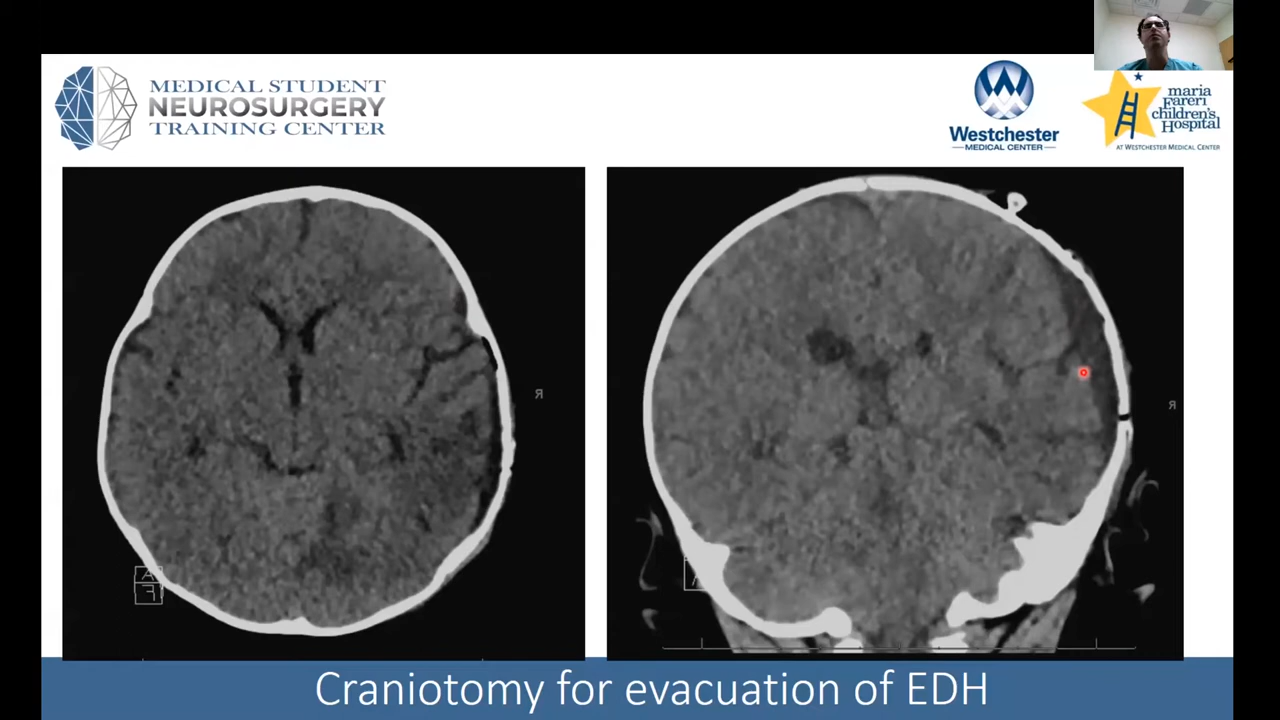 MEDICAL STUDENT
NEUROSURGERY
TRAINING CENTER
Westchester
MEDICAL CENTER
maria
fareri
children's
Hospital
AT WESTCHESTER MEDICAL CENTER
R
R
A
F
Craniotomy for evacuation of EDH